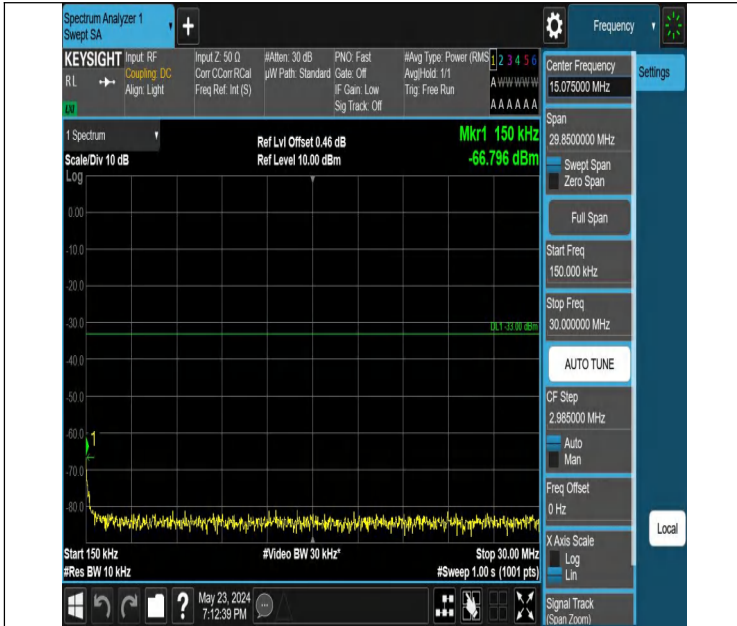 Spectrum Analyzer 1
Swept SA
+
Frequency
KEYSIGHT
RL
Input: RF
Coupling: DC
Align: Light
Input Z: 50 Ω
Corr CCorr RCal
Freq Ref: Int (S)
#Atten: 30 dB
µW Path: Standard
PNO: Fast
Gate: Off
IF Gain: Low
Sig Track: Off
#Avg Type: Power (RMS
Avg|Hold: 1/1
Trig: Free Run
1 2 3 4 5 6
A W W W W W
A A A A A A
1 Spectrum
Scale/Div 10 dB
Log
Ref Lvl Offset 0.46 dB
Ref Level 10.00 dBm
Mkr1 150 kHz
-66.796 dBm
0.00
-10.0
-20.0
-30.0
DL1 -33.00 dBm
-40.0
-50.0
-60.0
1
-70.0
-80.0
Start 150 kHz
#Res BW 10 kHz
#Video BW 30 kHz*
Stop 30.00 MHz
#Sweep 1.00 s (1001 pts)
?
May 23, 2024
7:12:39 PM
Center Frequency
15.075000 MHz
Settings
Span
29.8500000 MHz
Swept Span
Zero Span
Full Span
Start Freq
150.000 kHz
Stop Freq
30.000000 MHz
AUTO TUNE
CF Step
2.985000 MHz
Auto
Man
Freq Offset
0 Hz
X Axis Scale
Log
Lin
Signal Track
(Span Zoom)
Local